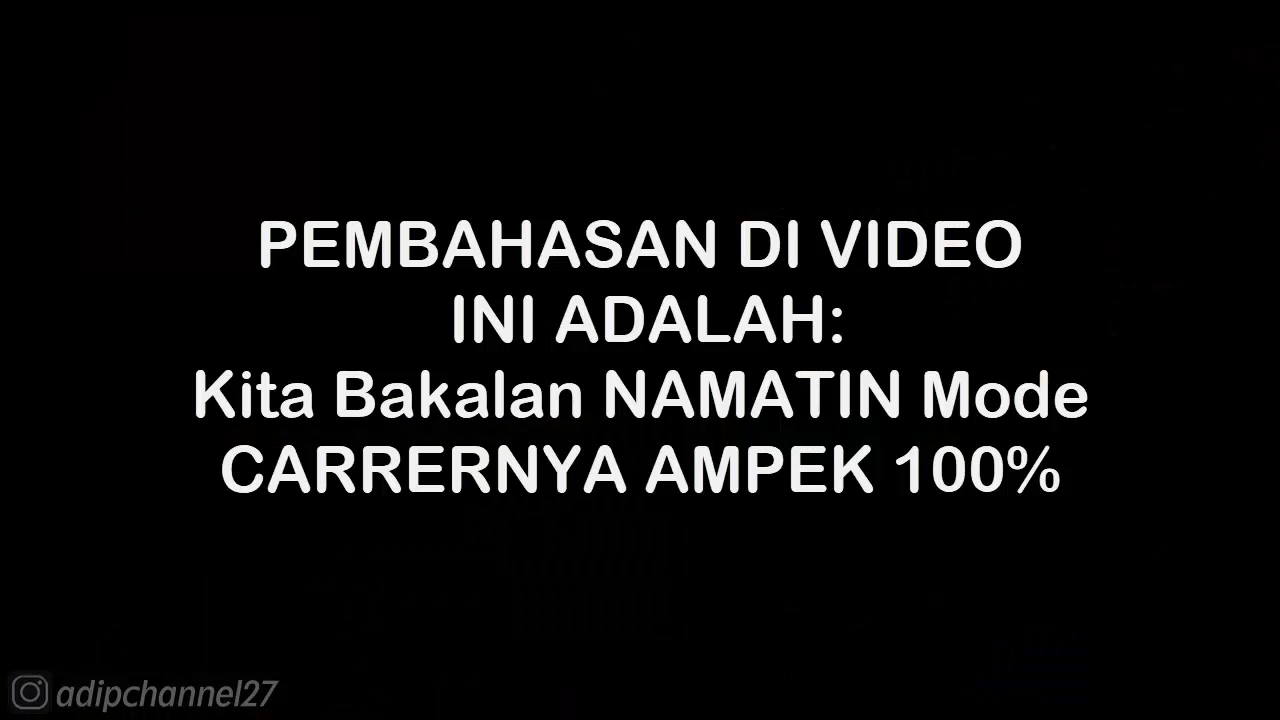 PEMBAHASAN DI VIDEO
INI ADALAH:
Kita Bakalan NAMATIN Mode
CARRERNYA AMPEK 100%
adipchannel27